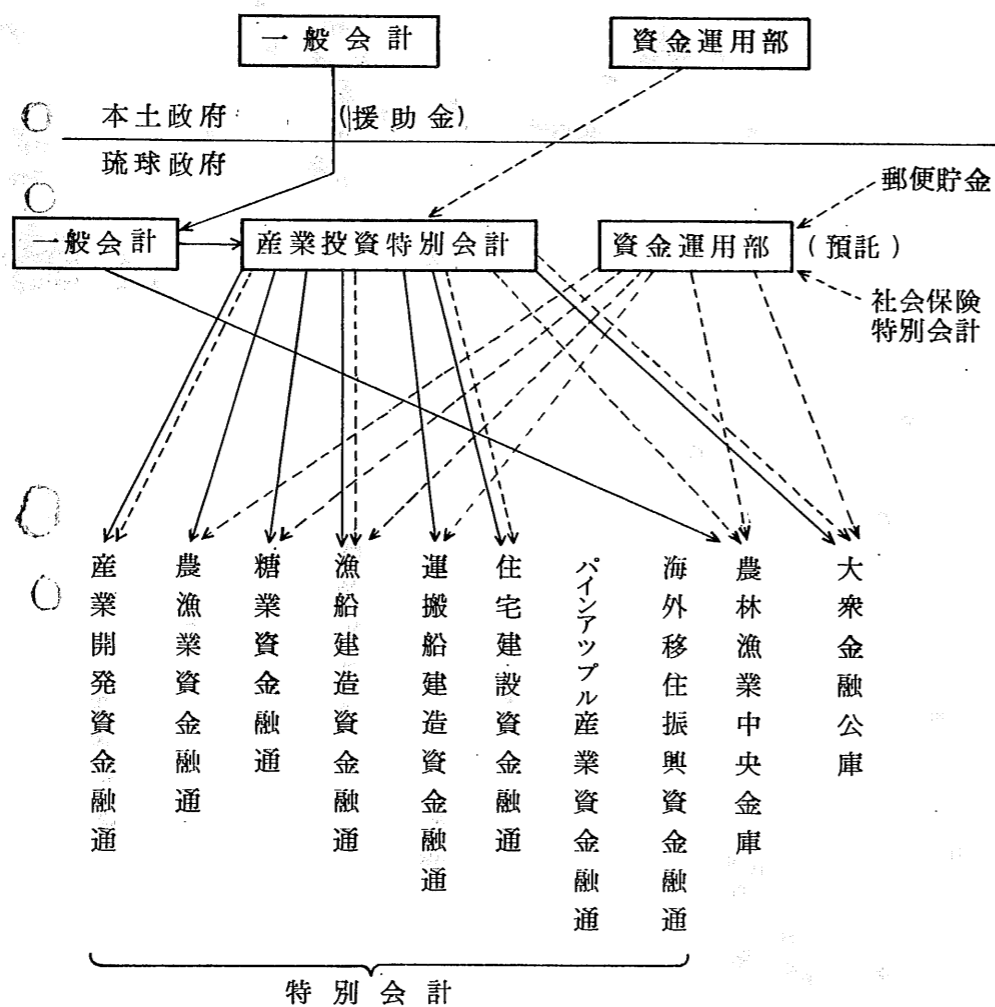 一般会計
資金運用部
本土政府
(援助金)
琉球政府
郵便貯金
一般会計
産業投資特別会計
資金運用部
(預託)
社会保険
特別会計
産業開発資金融通
農漁業資金融通
糖業資金融通
漁船建造資金融通
運搬船建造資金融通
住宅建設資金融通
パインアップル産業資金融通
海外移住振興資金融通
農林漁業中央金庫
大衆金融公庫
特別会計